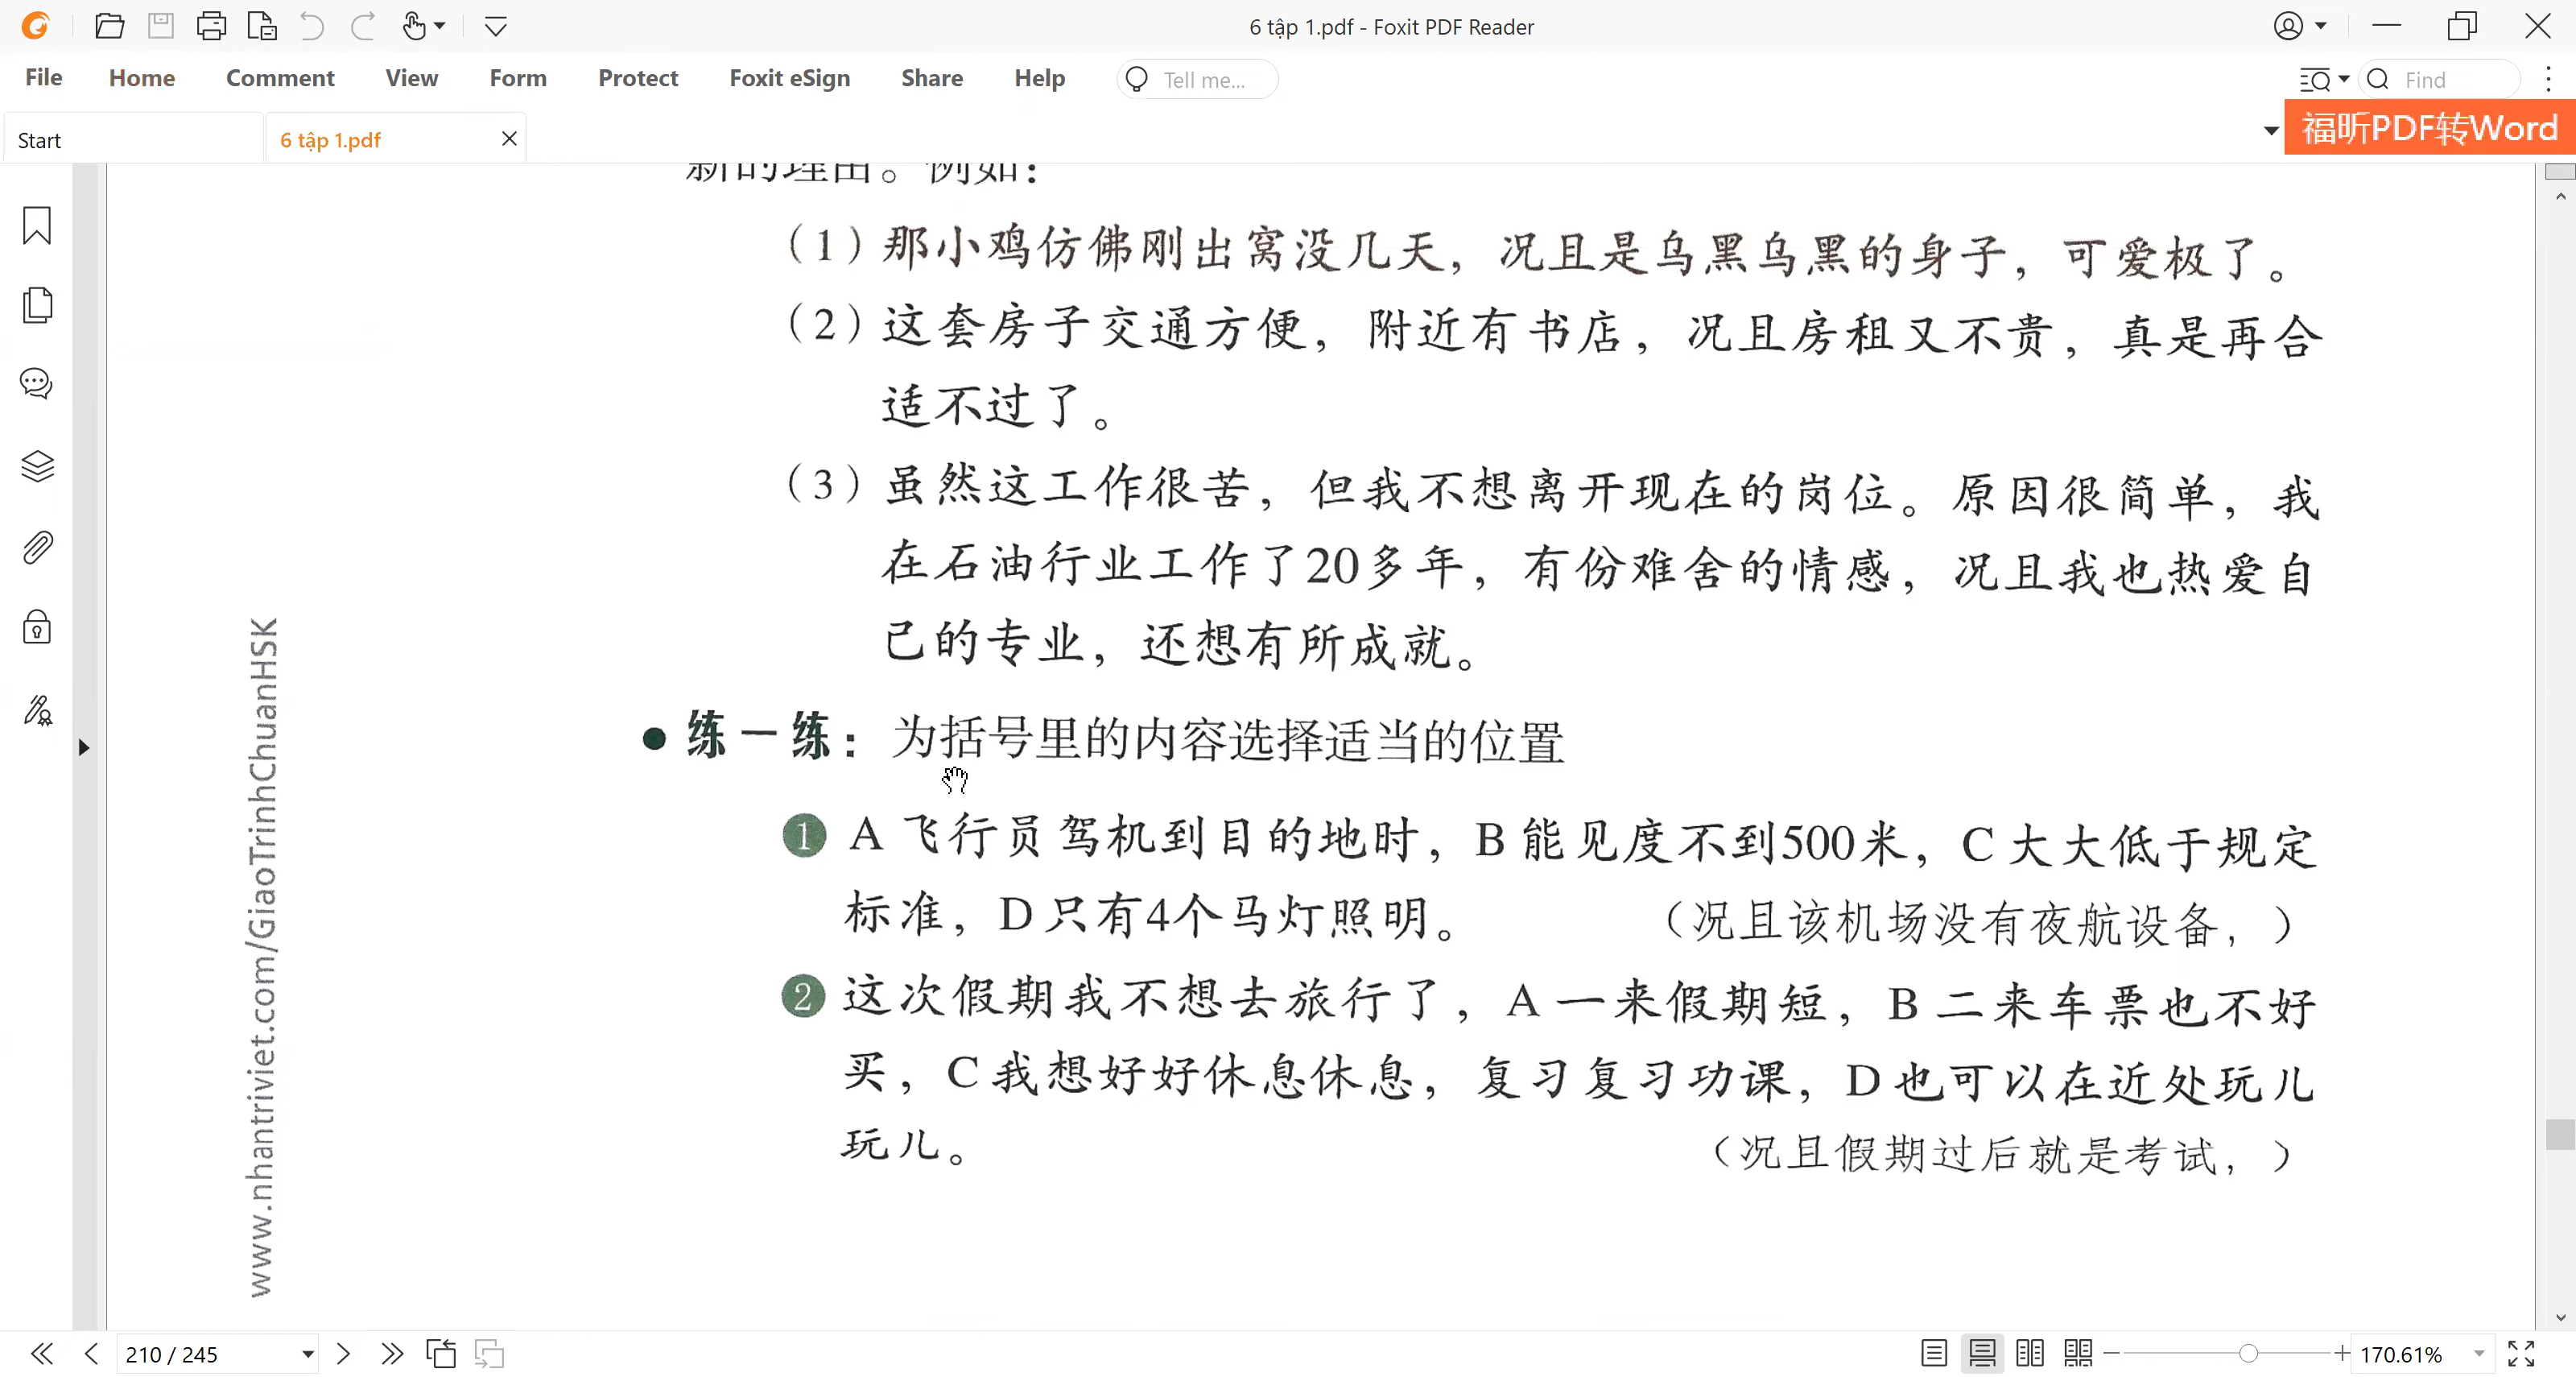 6 tập 1.pdf - Foxit PDF Reader
File Home Comment View Form Protect Foxit eSign Share Help Tell me... Find
Start 6 tập 1.pdf 福昕PDF转Word
新的理由。例如：
（1）那小鸡仿佛刚出窝没几天，况且是乌黑乌黑的身子，可爱极了。
（2）这套房子交通方便，附近有书店，况且房租又不贵，真是再合
适不过了。
（3）虽然这工作很苦，但我不想离开现在的岗位。原因很简单，我
在石油行业工作了20多年，有份难舍的情感，况且我也热爱自
己的专业，还想有所成就。
● 练一练：为括号里的内容选择适当的位置
1 A 飞行员驾机到目的地时，B 能见度不到500米，C 大大低于规定
标准，D 只有4个马灯照明。 （况且该机场没有夜航设备，）
2 这次假期我不想去旅行了，A 一来假期短，B 二来车票也不好
买，C 我想好好休息休息，复习复习功课，D 也可以在近处玩儿
玩儿。 （况且假期过后就是考试，）
www.nhantriviet.com/GiaoTrinhChuanHSK
210 / 245 170.61%